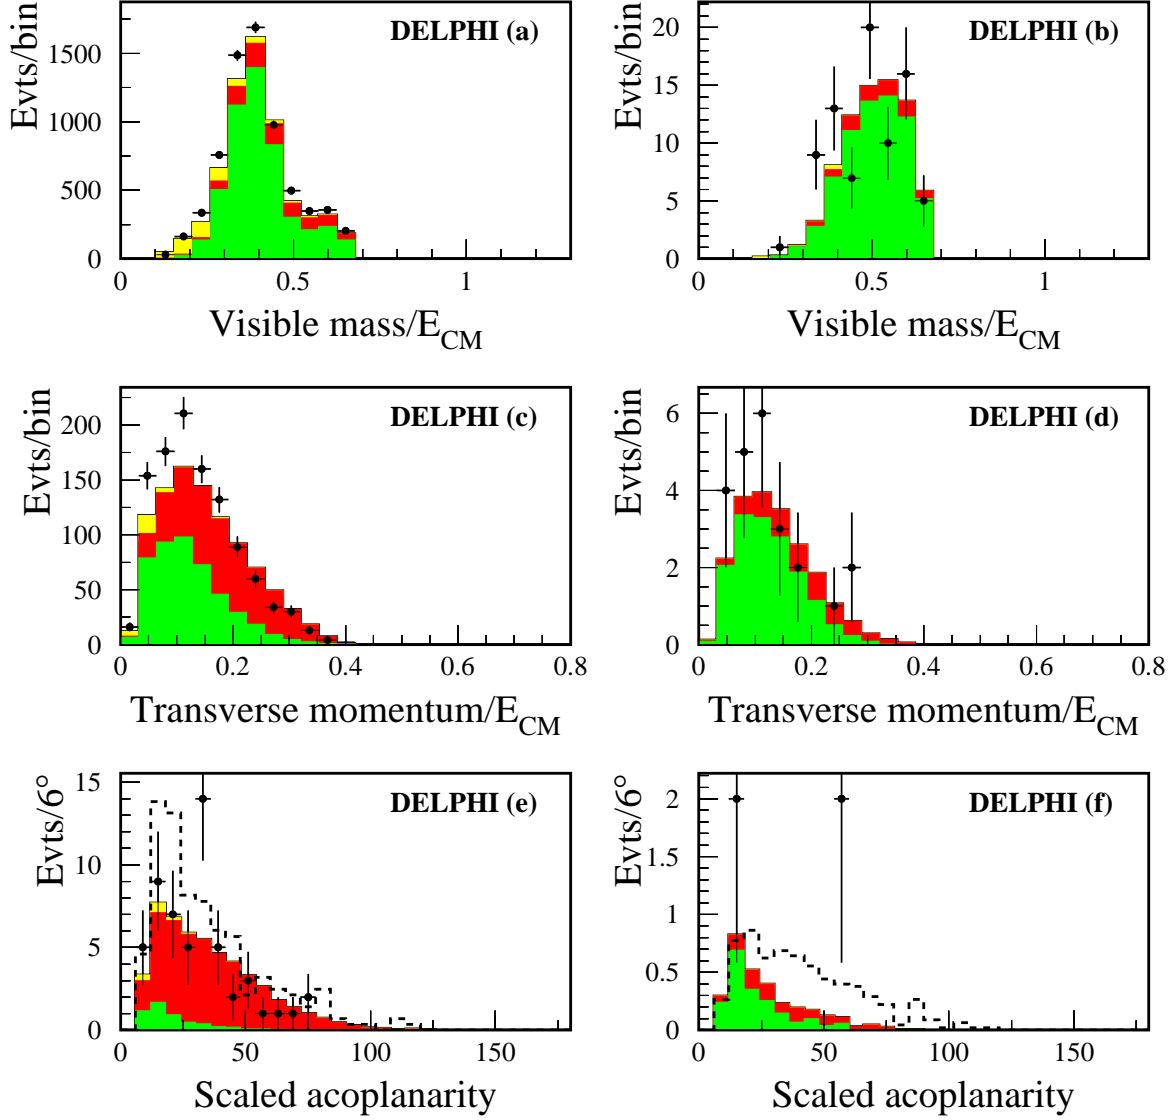 DELPHI (a)
Evts/bin
1500
1000
500
0
0 0.5 1
Visible mass/E_CM
DELPHI (b)
Evts/bin
20
15
10
5
0
0 0.5 1
Visible mass/E_CM
DELPHI (c)
Evts/bin
200
150
100
50
0
0 0.2 0.4 0.6 0.8
Transverse momentum/E_CM
DELPHI (d)
Evts/bin
6
4
2
0
0 0.2 0.4 0.6 0.8
Transverse momentum/E_CM
DELPHI (e)
Evts/6°
15
10
5
0
0 50 100 150
Scaled acoplanarity
DELPHI (f)
Evts/6°
2
1.5
1
0.5
0
0 50 100 150
Scaled acoplanarity